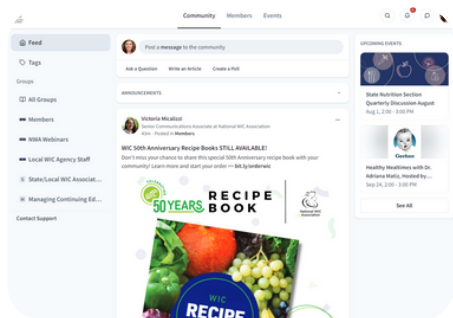 Community Members Events
Feed
Tags
Groups
All Groups
Members
NWA Webinars
Local WIC Agency Staff
State/Local WIC Associat...
Managing Continuing Ed...
Contact Support
Post a message to the community
Ask a Question Write an Article Create a Poll
ANNOUNCEMENTS
Victoria Micalizzi
Senior Communications Associate at National WIC Association
Posted in Members
WIC 50th Anniversary Recipe Books STILL AVAILABLE!
Don't miss your chance to share this special 50th Anniversary recipe book with your
community! Learn more and start your order >> bit.ly/orderwic
50 YEARS
RECIPE
BOOK
National WIC
Association
WIC
RECIPE
UPCOMING EVENTS
State Nutrition Section
Quarterly Discussion August
Aug 1, 2:00 - 3:00 PM
Gerber
Healthy Mealtimes with Dr.
Adriana Matiz, Hosted by...
Sep 24, 2:00 - 3:00 PM
See All